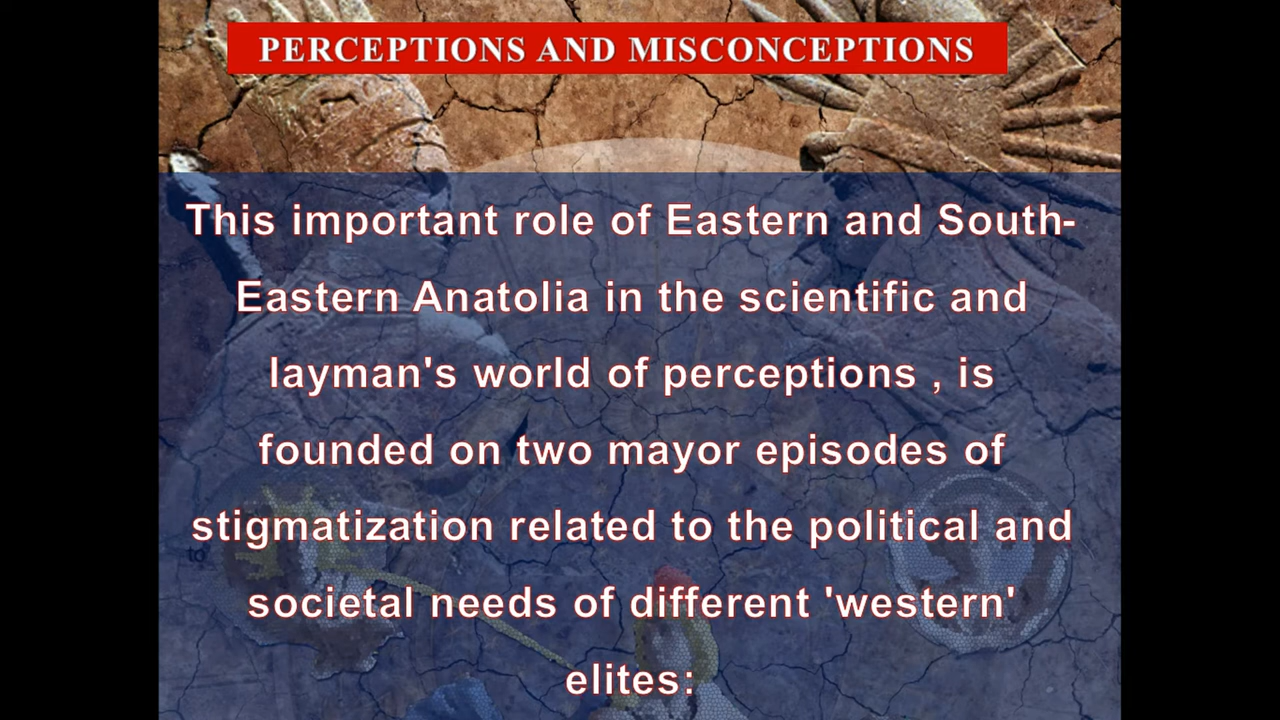 PERCEPTIONS AND MISCONCEPTIONS
This important role of Eastern and South-
Eastern Anatolia in the scientific and
layman's world of perceptions , is
founded on two mayor episodes of
stigmatization related to the political and
societal needs of different 'western'
elites: